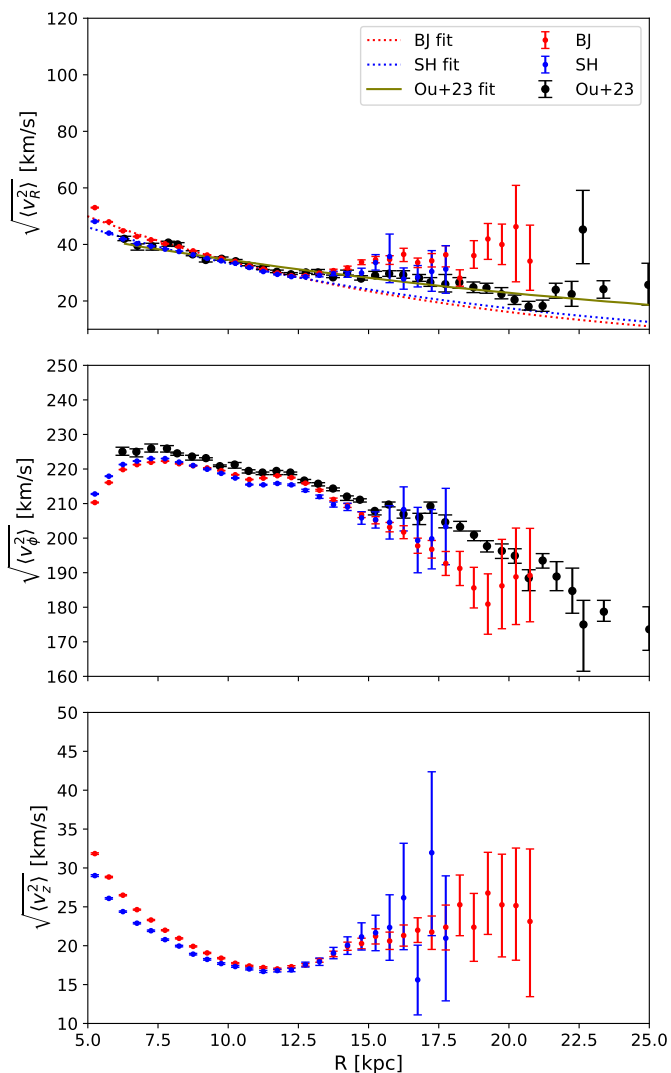 120
100
80
60
40
20
√⟨v_R^2⟩ [km/s]
BJ fit
SH fit
Ou+23 fit
BJ
SH
Ou+23
250
240
230
220
210
200
190
180
170
160
√⟨v_ϕ^2⟩ [km/s]
50
45
40
35
30
25
20
15
10
√⟨v_z^2⟩ [km/s]
5.0 7.5 10.0 12.5 15.0 17.5 20.0 22.5 25.0
R [kpc]